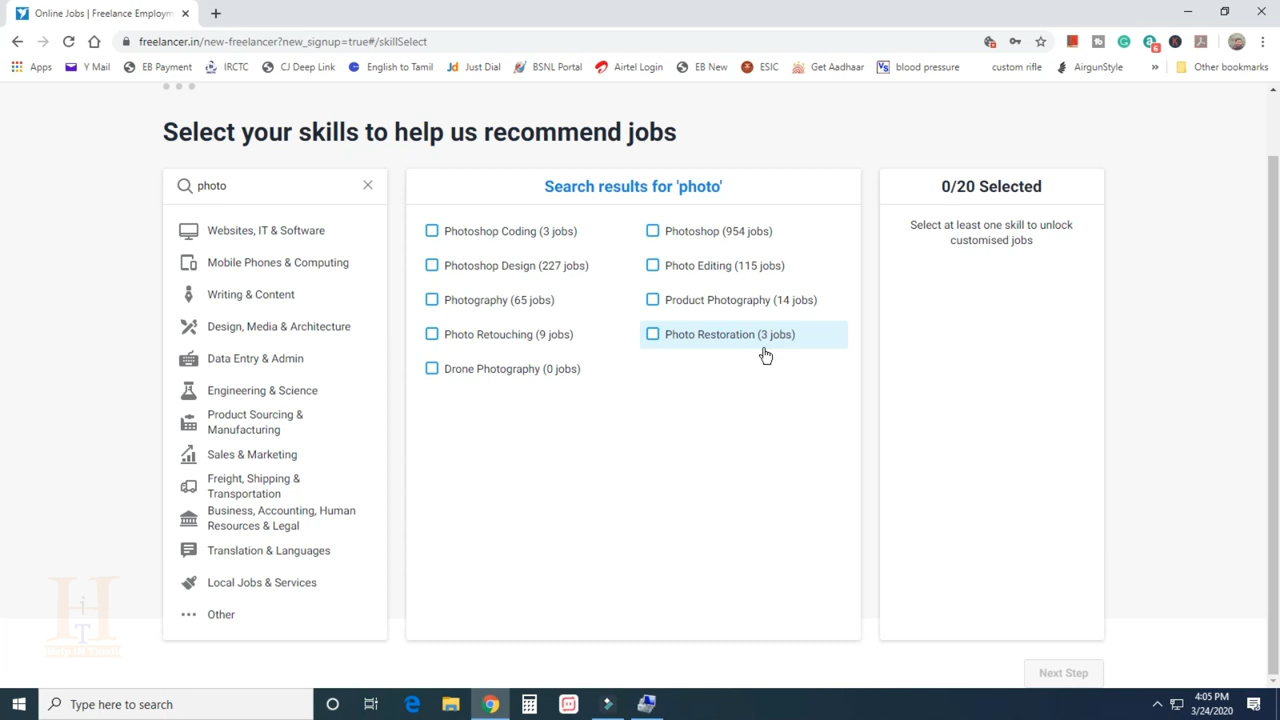 Online Jobs | Freelance Employm
freelancer.in/new-freelancer?new_signup=true#/skillSelect
Apps
Y Mail
EB Payment
IRCTC
CJ Deep Link
English to Tamil
Jd Just Dial
BSNL Portal
Airtel Login
EB New
ESIC
Get Aadhaar
blood pressure
custom rifle
AirgunStyle
»
Other bookmarks
Select your skills to help us recommend jobs
photo
Websites, IT & Software
Mobile Phones & Computing
Writing & Content
Design, Media & Architecture
Data Entry & Admin
Engineering & Science
Product Sourcing &
Manufacturing
Sales & Marketing
Freight, Shipping &
Transportation
Business, Accounting, Human
Resources & Legal
Translation & Languages
Local Jobs & Services
Other
Search results for 'photo'
Photoshop Coding (3 jobs)
Photoshop (954 jobs)
Photoshop Design (227 jobs)
Photo Editing (115 jobs)
Photography (65 jobs)
Product Photography (14 jobs)
Photo Retouching (9 jobs)
Photo Restoration (3 jobs)
Drone Photography (0 jobs)
0/20 Selected
Select at least one skill to unlock
customised jobs
HiT
Next Step
Type here to search
4:05 PM
3/24/2020